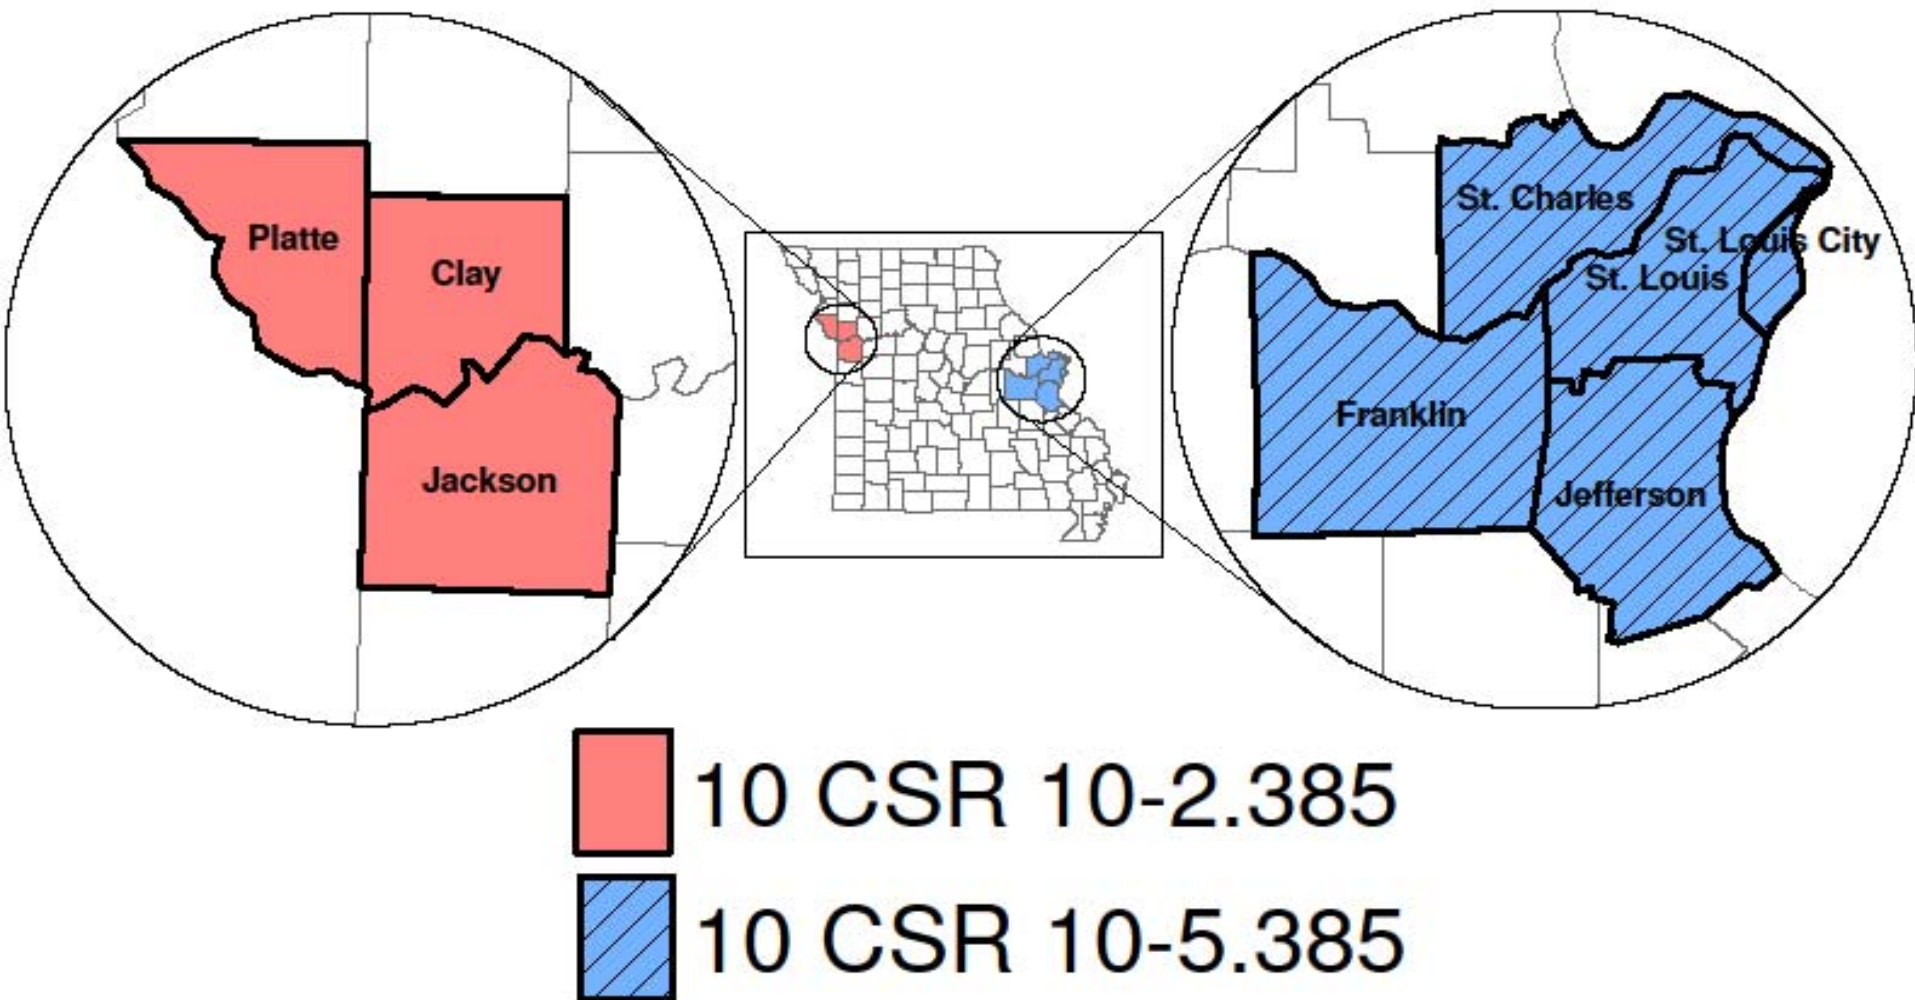 Platte
Clay
Jackson
St. Charles
St. Louis City
St. Louis
Franklin
Jefferson
10 CSR 10-2.385
10 CSR 10-5.385